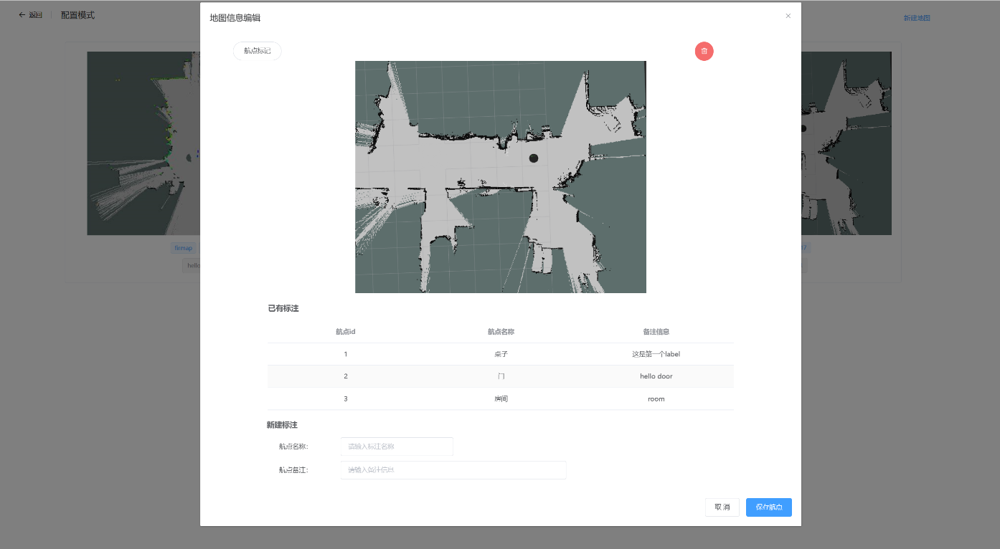 返回
配置模式
新建地图
firmap
hello
17
地图信息编辑
航点标记
已有标注
航点id 航点名称 备注信息
1 桌子 这是第一个label
2 门 hello door
3 房间 room
新建标注
航点名称: 请输入标注名称
航点备注: 请输入备注信息
取消 保存航点